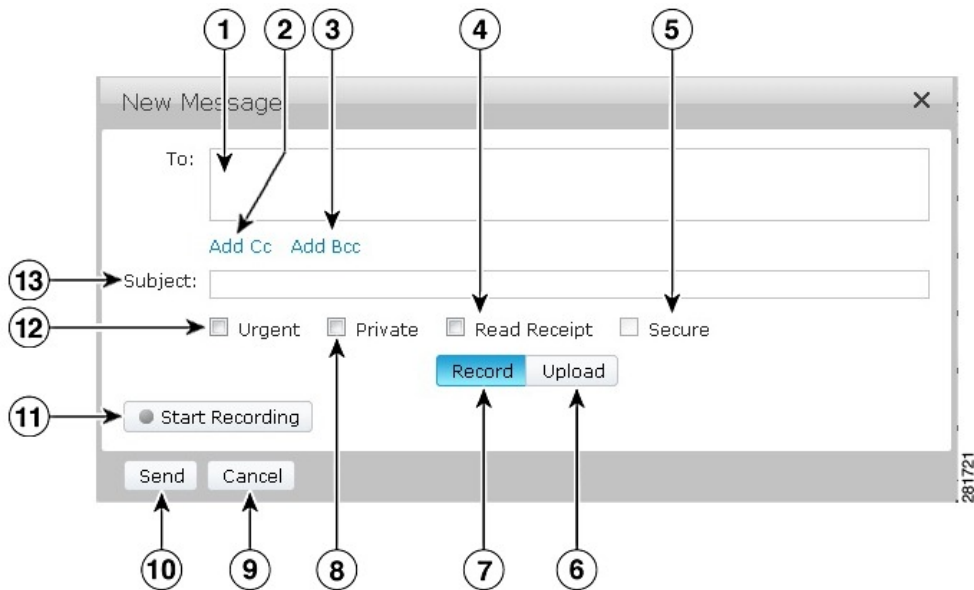 1 2 3 4 5
New Message ×
To:
Add Cc Add Bcc
13 Subject:
12 Urgent Private Read Receipt Secure
Record Upload
11 Start Recording
Send Cancel
281721
10 9 8 7 6